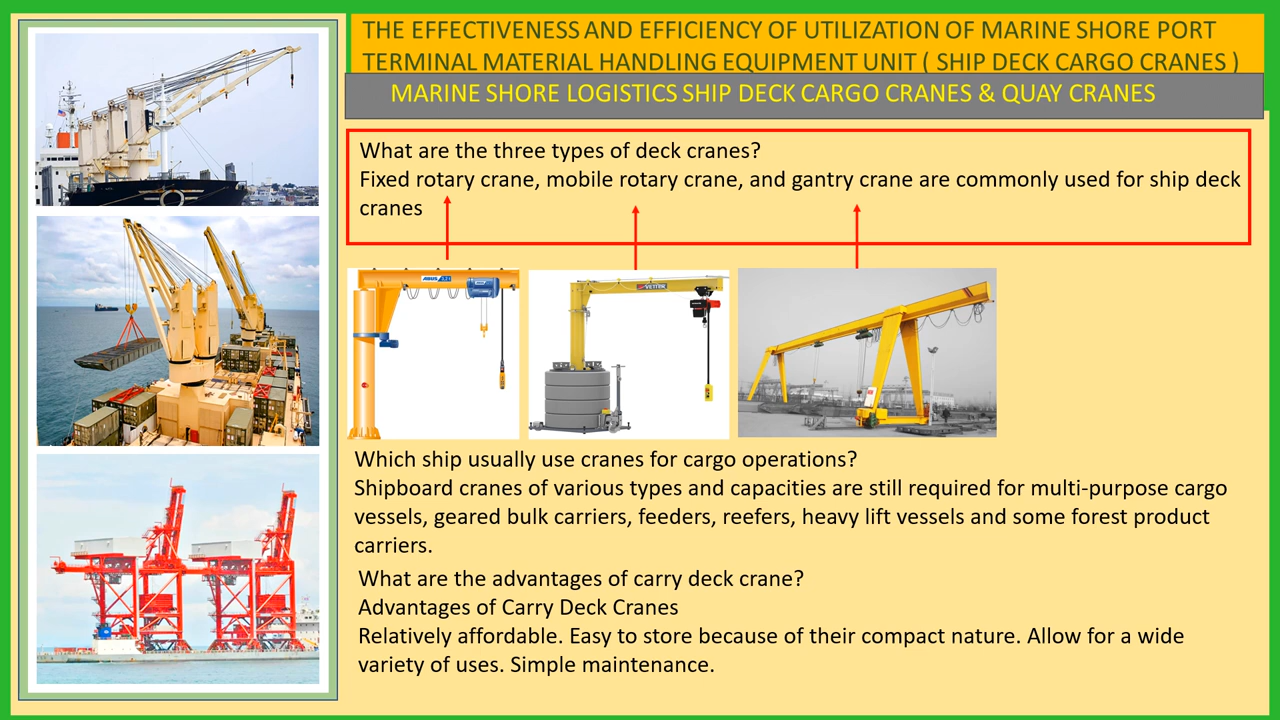 THE EFFECTIVENESS AND EFFICIENCY OF UTILIZATION OF MARINE SHORE PORT
TERMINAL MATERIAL HANDLING EQUIPMENT UNIT ( SHIP DECK CARGO CRANES )
MARINE SHORE LOGISTICS SHIP DECK CARGO CRANES & QUAY CRANES
What are the three types of deck cranes?
Fixed rotary crane, mobile rotary crane, and gantry crane are commonly used for ship deck
cranes
ABUS
VETTER
Which ship usually use cranes for cargo operations?
Shipboard cranes of various types and capacities are still required for multi-purpose cargo
vessels, geared bulk carriers, feeders, reefers, heavy lift vessels and some forest product
carriers.
What are the advantages of carry deck crane?
Advantages of Carry Deck Cranes
Relatively affordable. Easy to store because of their compact nature. Allow for a wide
variety of uses. Simple maintenance.